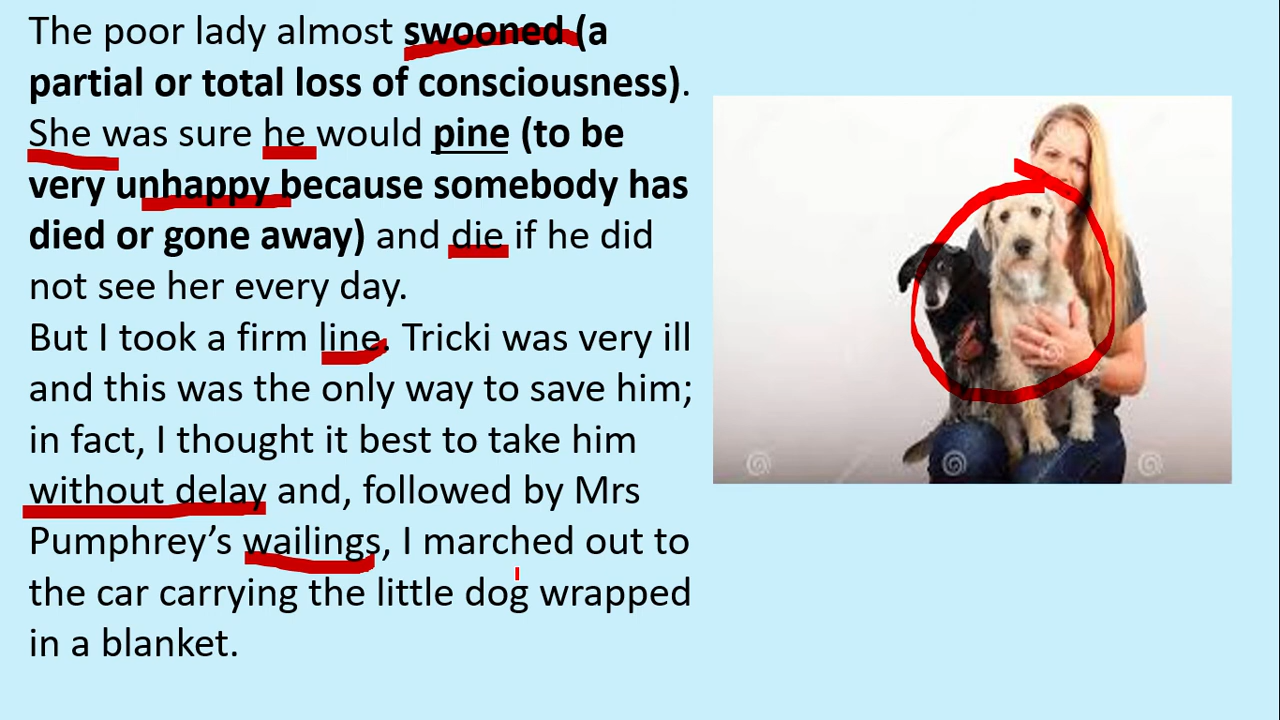 The poor lady almost swooned (a
partial or total loss of consciousness).
She was sure he would pine (to be
very unhappy because somebody has
died or gone away) and die if he did
not see her every day.
But I took a firm line. Tricki was very ill
and this was the only way to save him;
in fact, I thought it best to take him
without delay and, followed by Mrs
Pumphrey’s wailings, I marched out to
the car carrying the little dog wrapped
in a blanket.